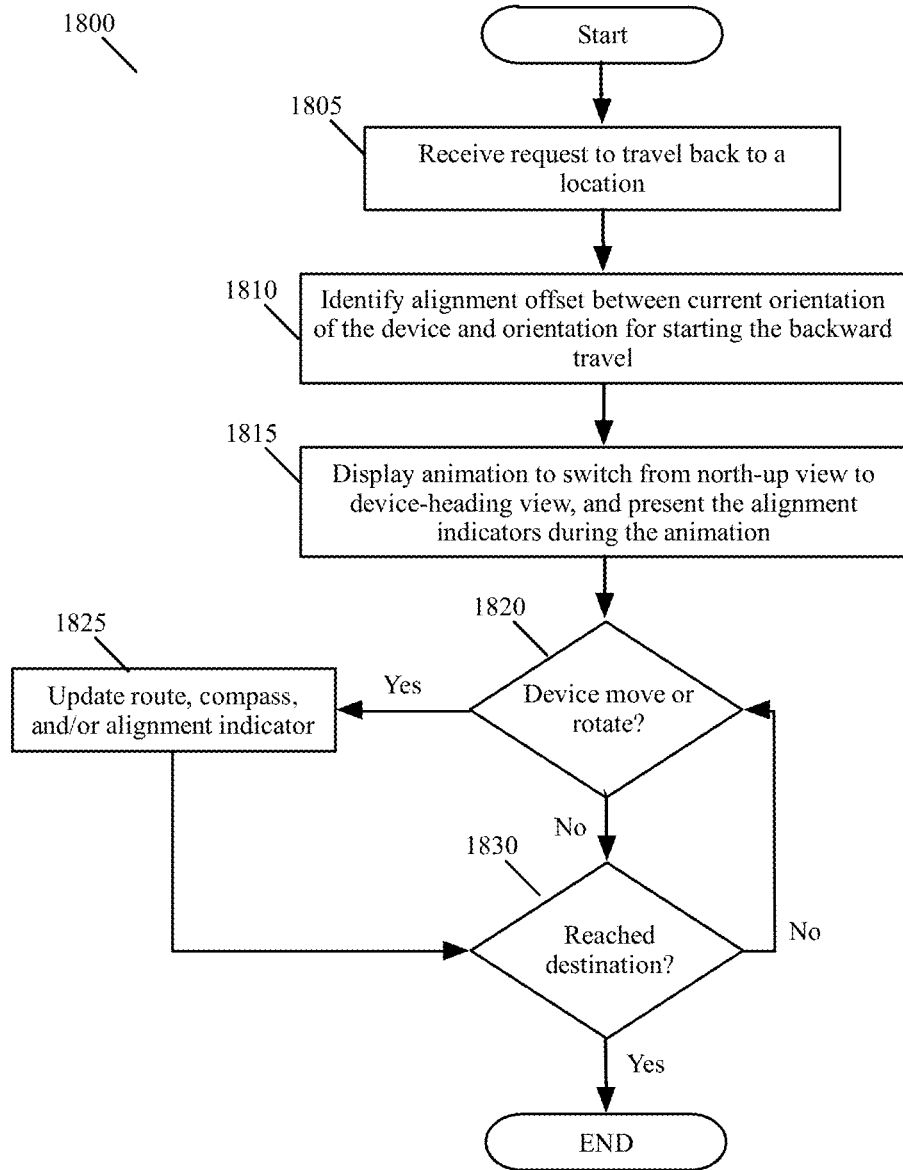 1800
Start
1805
Receive request to travel back to a
location
1810
Identify alignment offset between current orientation
of the device and orientation for starting the backward
travel
1815
Display animation to switch from north-up view to
device-heading view, and present the alignment
indicators during the animation
1820
Device move or
rotate?
Yes
1825
Update route, compass,
and/or alignment indicator
No
1830
Reached
destination?
No
Yes
END